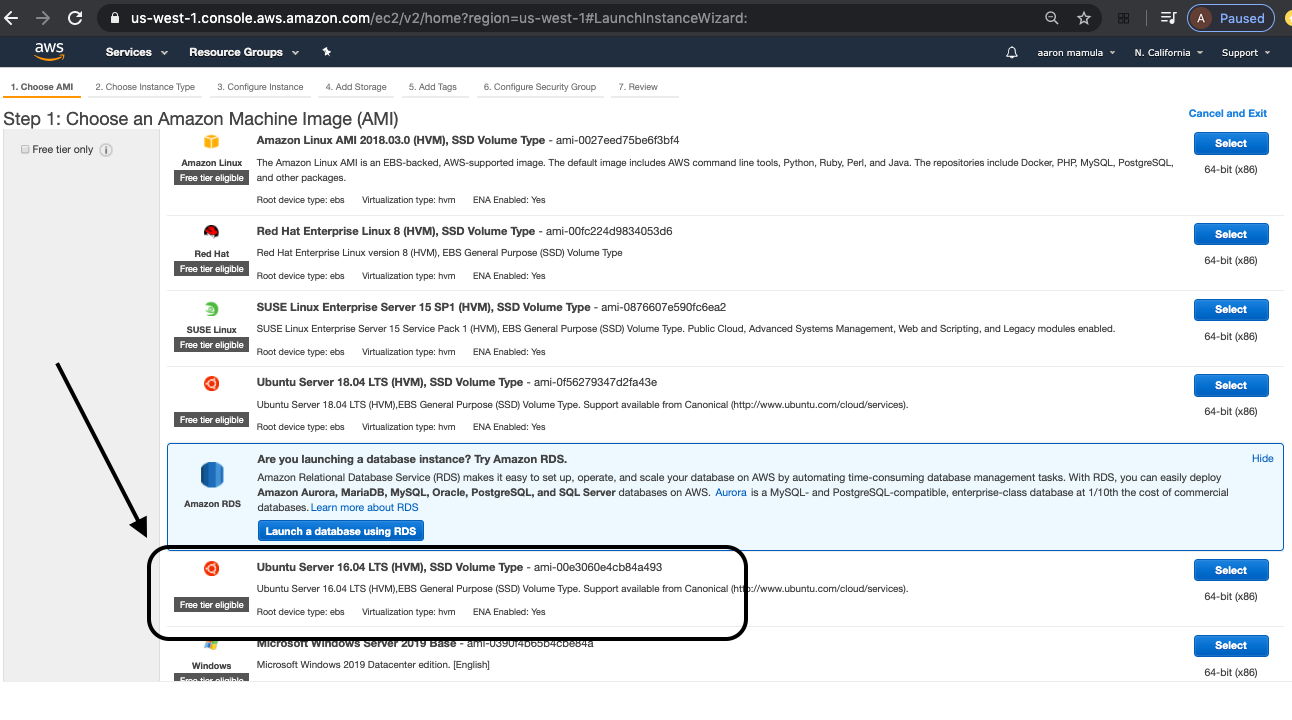 us-west-1.console.aws.amazon.com/ec2/v2/home?region=us-west-1#LaunchInstanceWizard:
A Paused
aws Services Resource Groups aaron mamula N. California Support
1. Choose AMI 2. Choose Instance Type 3. Configure Instance 4. Add Storage 5. Add Tags 6. Configure Security Group 7. Review
Step 1: Choose an Amazon Machine Image (AMI)
Cancel and Exit
Free tier only i
Amazon Linux
Free tier eligible
Amazon Linux AMI 2018.03.0 (HVM), SSD Volume Type - ami-0027eed75be6f3bf4
The Amazon Linux AMI is an EBS-backed, AWS-supported image. The default image includes AWS command line tools, Python, Ruby, Perl, and Java. The repositories include Docker, PHP, MySQL, PostgreSQL,
and other packages.
Root device type: ebs Virtualization type: hvm ENA Enabled: Yes
Select
64-bit (x86)
Red Hat
Free tier eligible
Red Hat Enterprise Linux 8 (HVM), SSD Volume Type - ami-00fc224d9834053d6
Red Hat Enterprise Linux version 8 (HVM), EBS General Purpose (SSD) Volume Type
Root device type: ebs Virtualization type: hvm ENA Enabled: Yes
Select
64-bit (x86)
SUSE Linux
Free tier eligible
SUSE Linux Enterprise Server 15 SP1 (HVM), SSD Volume Type - ami-0876607e590fc6ea2
SUSE Linux Enterprise Server 15 Service Pack 1 (HVM), EBS General Purpose (SSD) Volume Type. Public Cloud, Advanced Systems Management, Web and Scripting, and Legacy modules enabled.
Root device type: ebs Virtualization type: hvm ENA Enabled: Yes
Select
64-bit (x86)
Free tier eligible
Ubuntu Server 18.04 LTS (HVM), SSD Volume Type - ami-0f56279347d2fa43e
Ubuntu Server 18.04 LTS (HVM),EBS General Purpose (SSD) Volume Type. Support available from Canonical (http://www.ubuntu.com/cloud/services).
Root device type: ebs Virtualization type: hvm ENA Enabled: Yes
Select
64-bit (x86)
Amazon RDS
Are you launching a database instance? Try Amazon RDS.
Hide
Amazon Relational Database Service (RDS) makes it easy to set up, operate, and scale your database on AWS by automating time-consuming database management tasks. With RDS, you can easily deploy
Amazon Aurora, MariaDB, MySQL, Oracle, PostgreSQL, and SQL Server databases on AWS. Aurora is a MySQL- and PostgreSQL-compatible, enterprise-class database at 1/10th the cost of commercial
databases. Learn more about RDS
Launch a database using RDS
Free tier eligible
Ubuntu Server 16.04 LTS (HVM), SSD Volume Type - ami-00e3060e4cb84a493
Ubuntu Server 16.04 LTS (HVM),EBS General Purpose (SSD) Volume Type. Support available from Canonical (http://www.ubuntu.com/cloud/services).
Root device type: ebs Virtualization type: hvm ENA Enabled: Yes
Select
64-bit (x86)
Windows
Free tier eligible
Microsoft Windows Server 2019 Base - ami-0390f4b65b4cbe84a
Microsoft Windows 2019 Datacenter edition. [English]
Select
64-bit (x86)